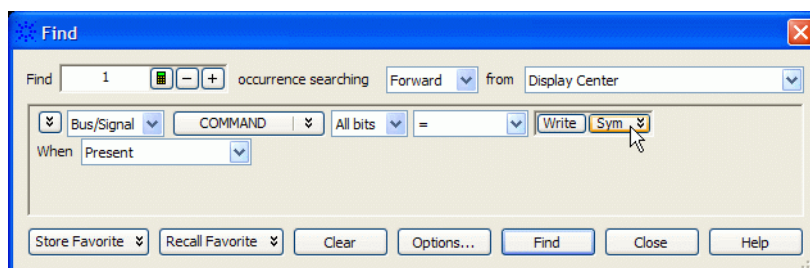 Find
Find 1 − + occurrence searching Forward from Display Center
Bus/Signal COMMAND All bits = Write Sym
When Present
Store Favorite Recall Favorite Clear Options... Find Close Help